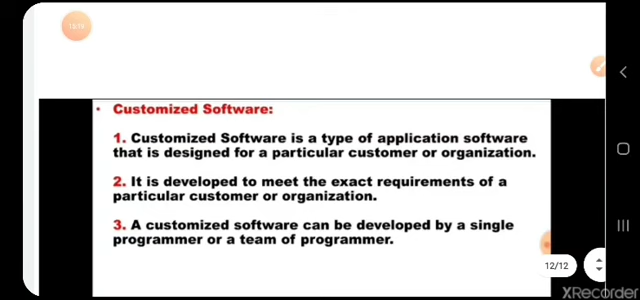 • Customized Software:
1. Customized Software is a type of application software
that is designed for a particular customer or organization.
2. It is developed to meet the exact requirements of a
particular customer or organization.
3. A customized software can be developed by a single
programmer or a team of programmer.
12/12
XRecorder